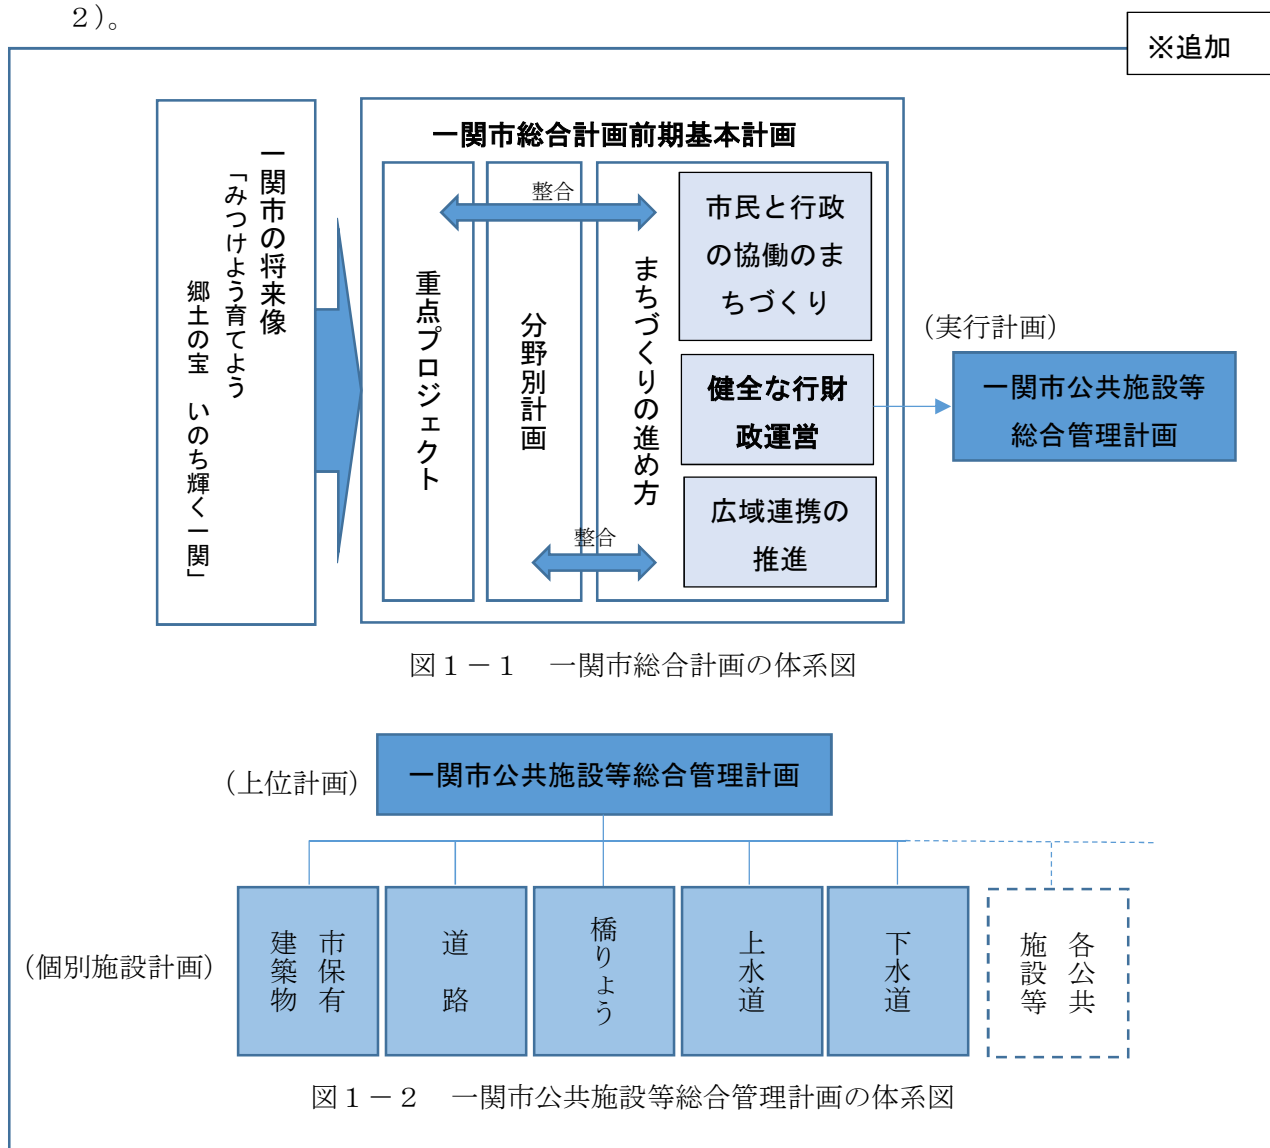 2）。
※追加
一関市の将来像
「みつけよう育てよう
郷土の宝　いのち輝く一関」
一関市総合計画前期基本計画
重点プロジェクト
分野別計画
まちづくりの進め方
整合
整合
市民と行政
の協働のま
ちづくり
健全な行財
政運営
広域連携の
推進
（実行計画）
一関市公共施設等
総合管理計画
図１－１　一関市総合計画の体系図
（上位計画）
一関市公共施設等総合管理計画
（個別施設計画）
市保有
建築物
道　路
橋りょう
上水道
下水道
各公共
施設等
図１－２　一関市公共施設等総合管理計画の体系図